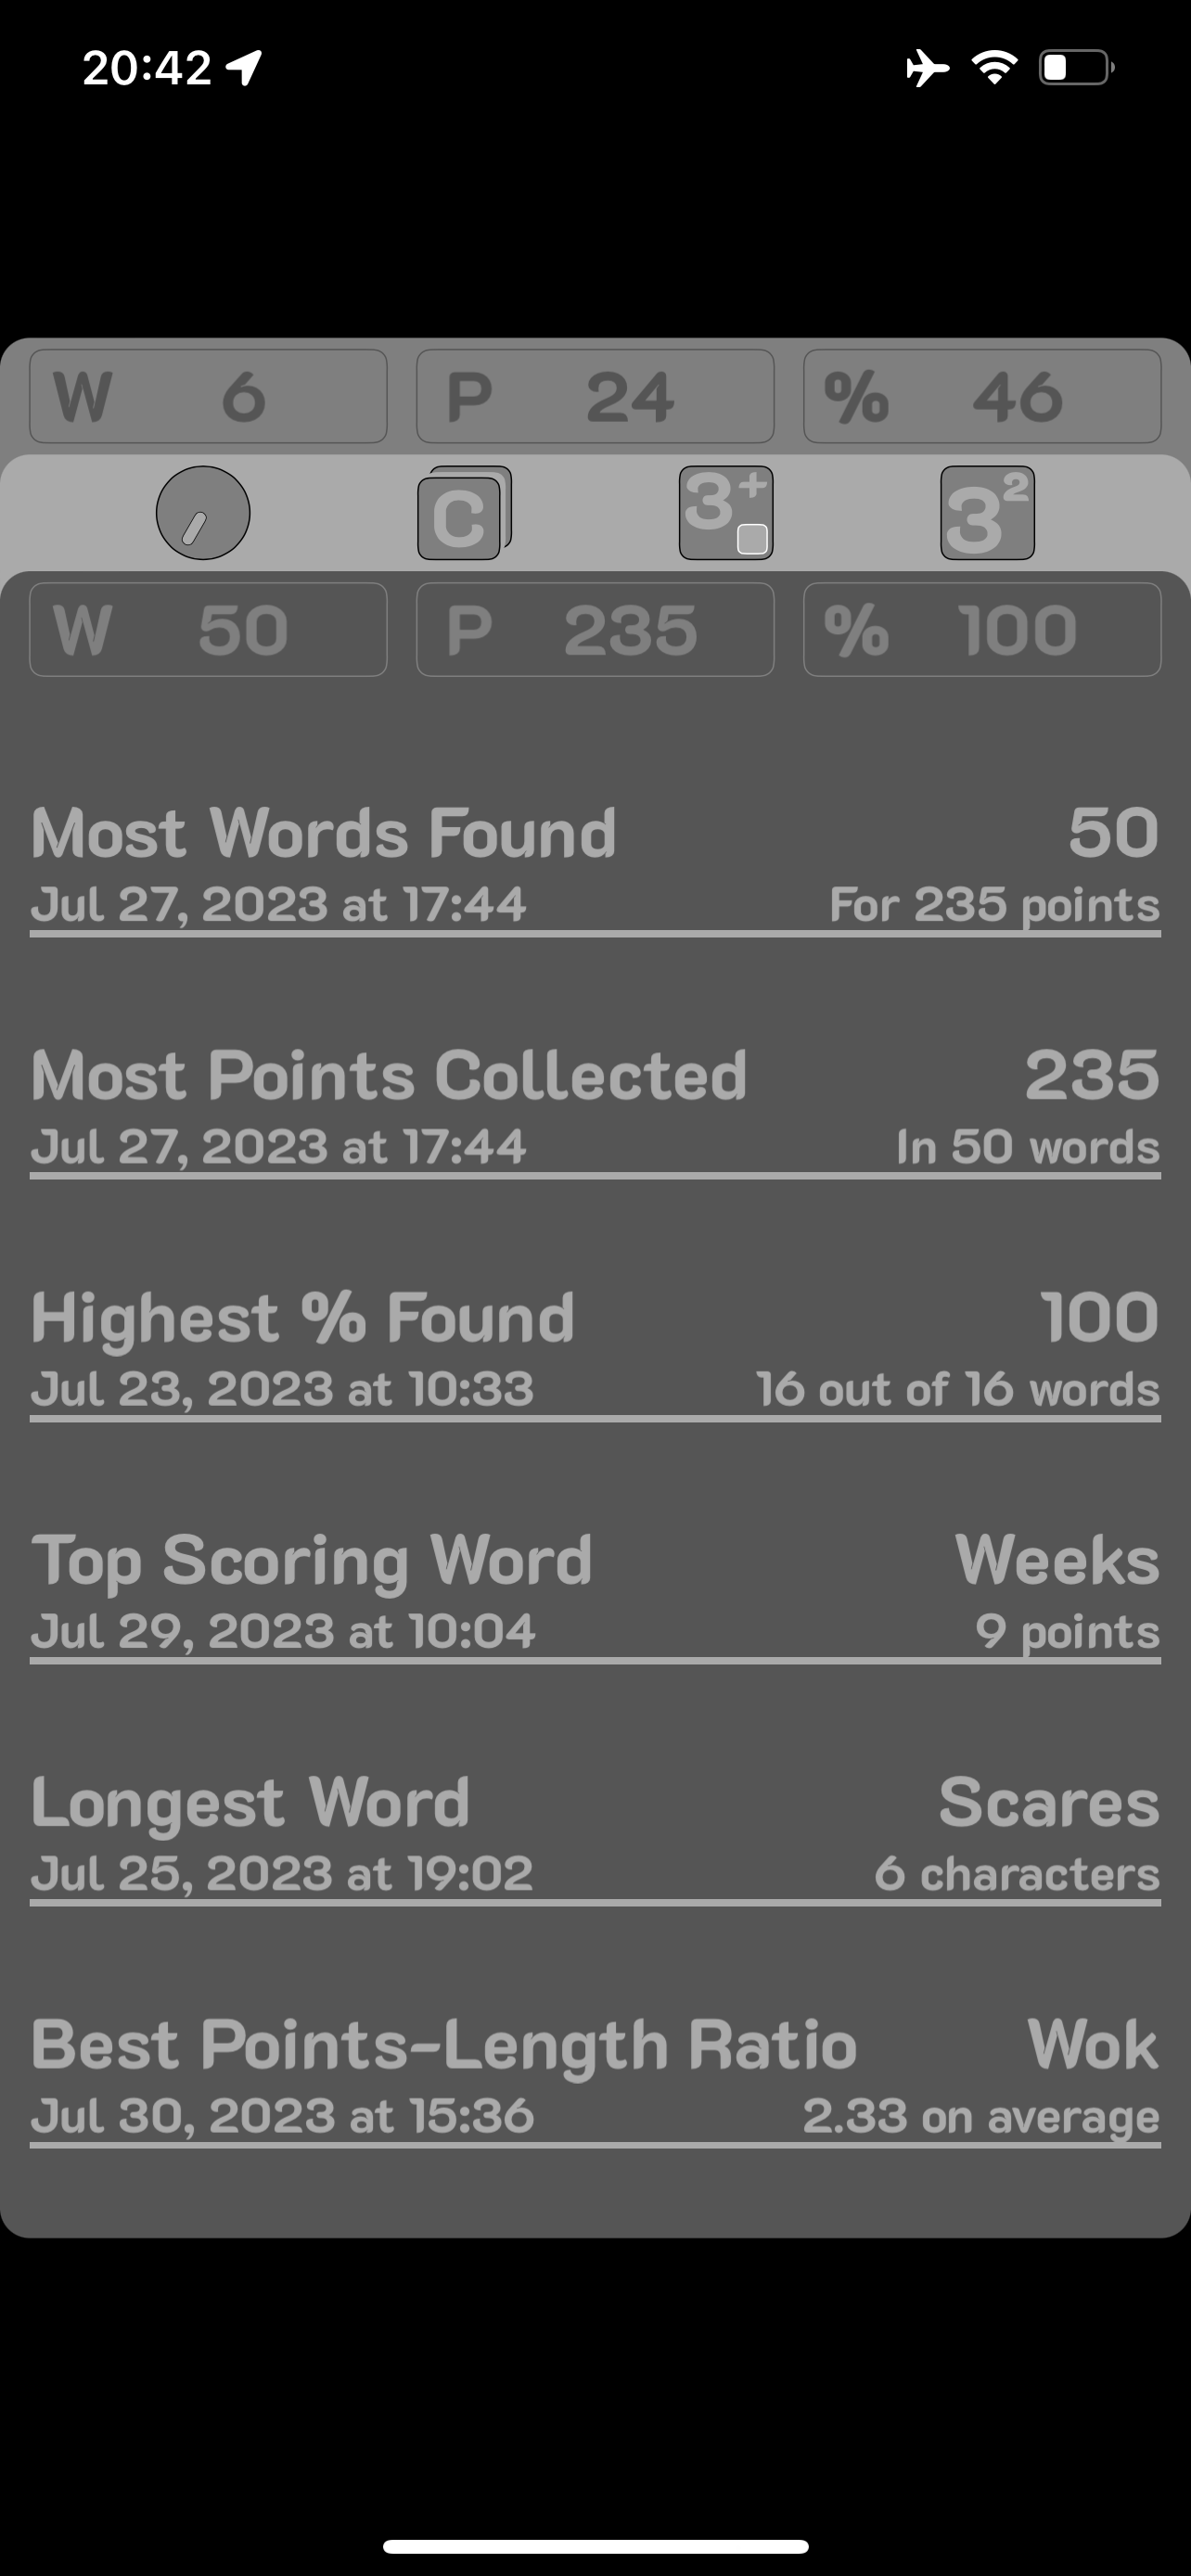 20:42
W 6 P 24 % 46
C 3+ 3²
W 50 P 235 % 100
Most Words Found 50
Jul 27, 2023 at 17:44 For 235 points
Most Points Collected 235
Jul 27, 2023 at 17:44 In 50 words
Highest % Found 100
Jul 23, 2023 at 10:33 16 out of 16 words
Top Scoring Word Weeks
Jul 29, 2023 at 10:04 9 points
Longest Word Scares
Jul 25, 2023 at 19:02 6 characters
Best Points-Length Ratio Wok
Jul 30, 2023 at 15:36 2.33 on average